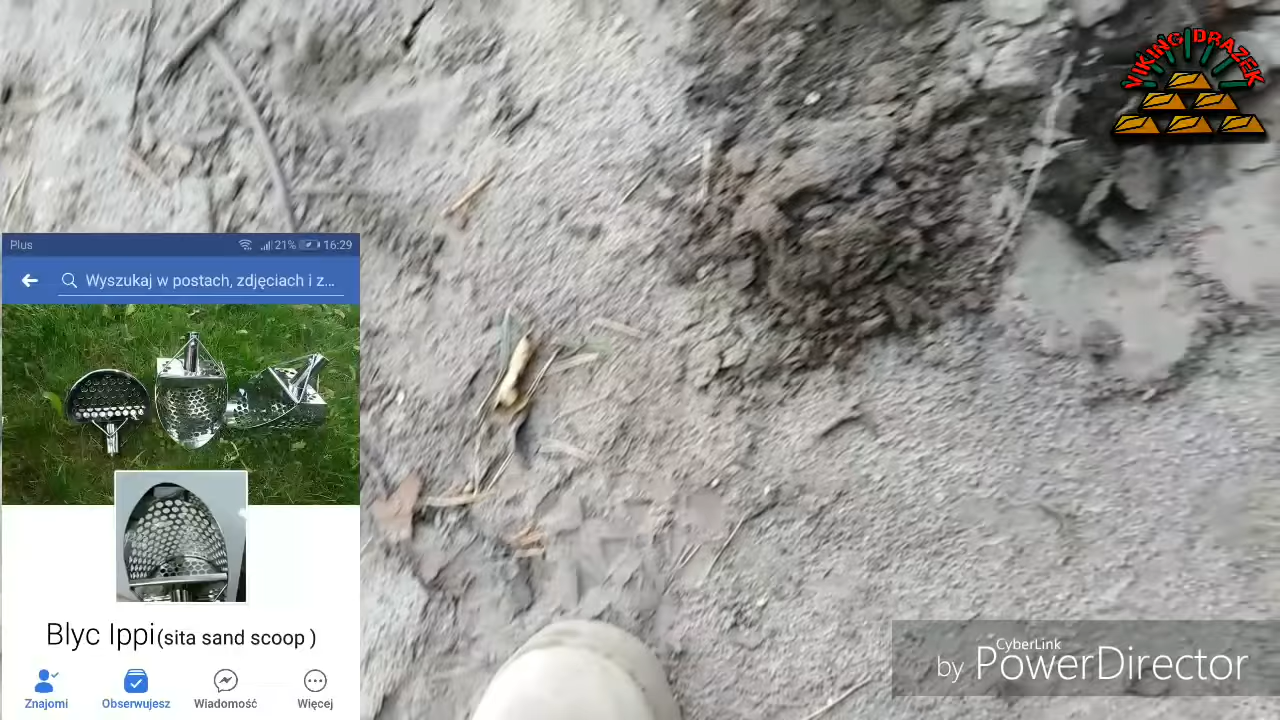 VIKING DRAZEK
Plus 21% 16:29
Wyszukaj w postach, zdjęciach i z...
Blyc Ippi(sita sand scoop )
Znajomi Obserwujesz Wiadomość Więcej
CyberLink
by PowerDirector